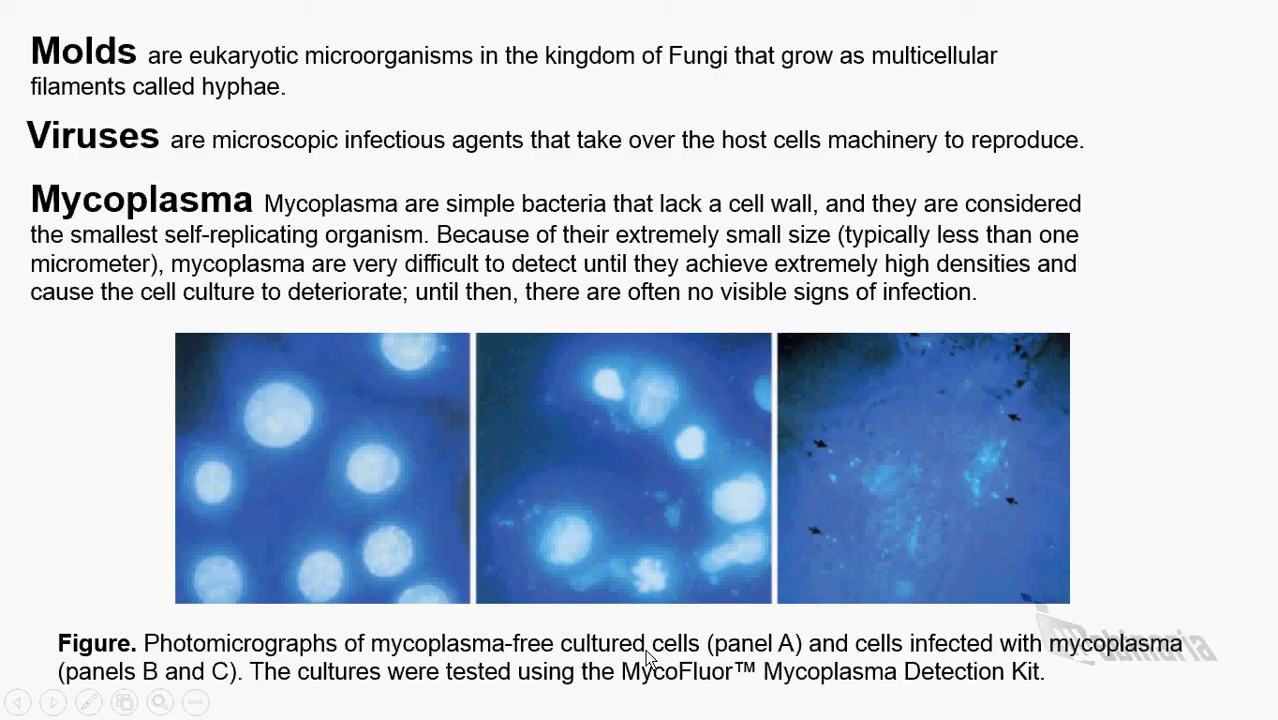 Molds are eukaryotic microorganisms in the kingdom of Fungi that grow as multicellular
filaments called hyphae.
Viruses are microscopic infectious agents that take over the host cells machinery to reproduce.
Mycoplasma Mycoplasma are simple bacteria that lack a cell wall, and they are considered
the smallest self-replicating organism. Because of their extremely small size (typically less than one
micrometer), mycoplasma are very difficult to detect until they achieve extremely high densities and
cause the cell culture to deteriorate; until then, there are often no visible signs of infection.
Figure. Photomicrographs of mycoplasma-free cultured cells (panel A) and cells infected with mycoplasma
(panels B and C). The cultures were tested using the MycoFluor™ Mycoplasma Detection Kit.